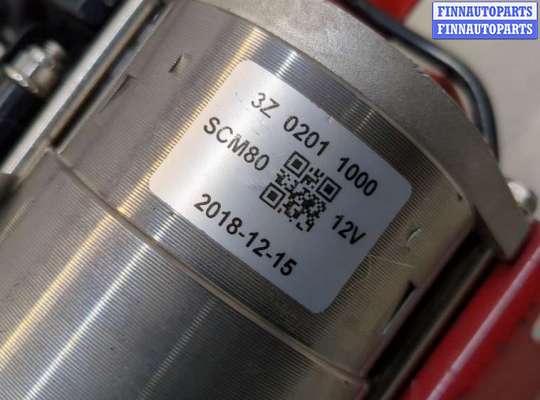 FINNAUTOPARTS
FINNAUTOPARTS
3Z 0201 1000
SCM80
12V
2018-12-15